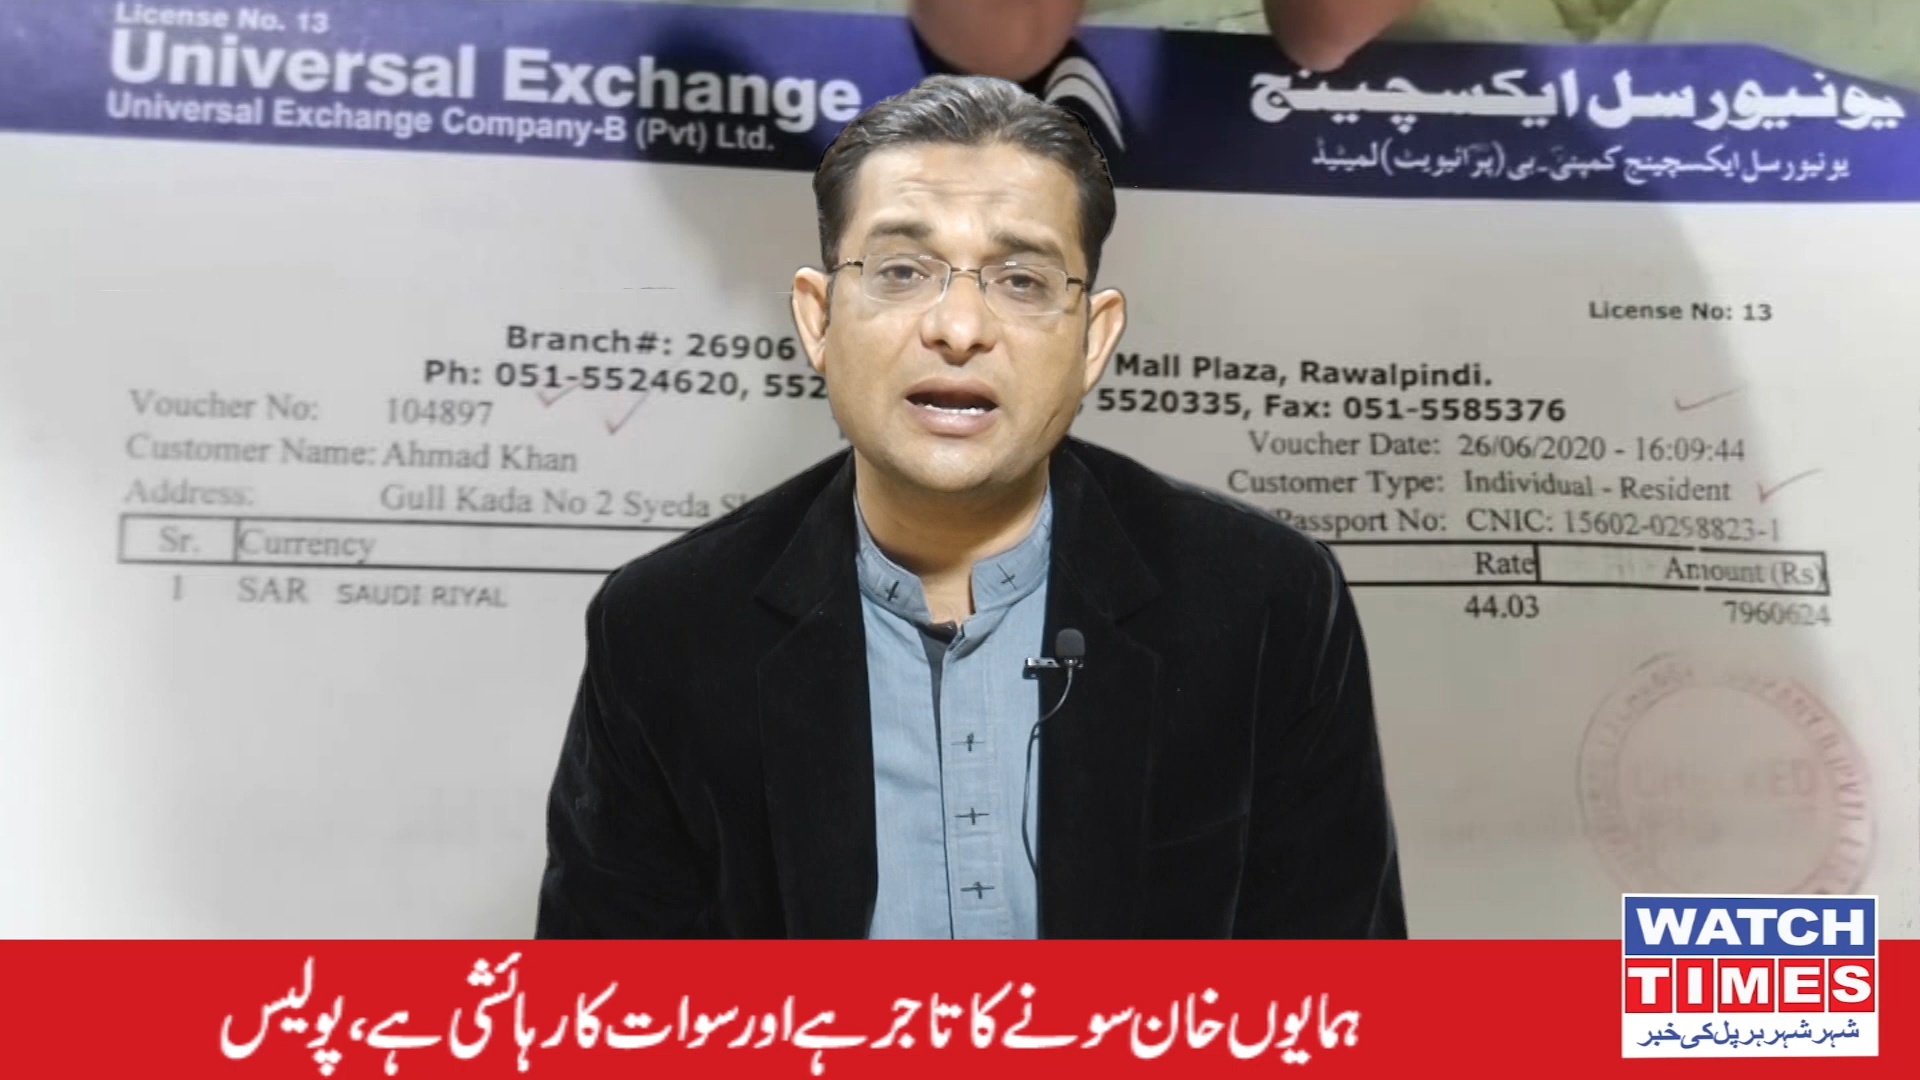 License No. 13
Universal Exchange
Universal Exchange Company-B (Pvt) Ltd.
یونیورسل ایکسچینج
یونیورسل ایکسچینج کمپنی۔بی (پرائیویٹ) لمیٹیڈ
License No: 13
Branch#: 26906 Mall Plaza, Rawalpindi.
Ph: 051-5524620, 552 5520335, Fax: 051-5585376
Voucher No: 104897 Voucher Date: 26/06/2020 - 16:09:44
Customer Name: Ahmad Khan Customer Type: Individual - Resident
Address: Gull Kada No 2 Syeda Passport No: CNIC: 15602-0298823-1
Sr. Currency Rate Amount (Rs)
1 SAR SAUDI RIYAL 44.03 7960624
WATCH
TIMES
شہر شہر ہر پل کی خبر
ہمایوں خان سونے کا تاجر ہے اور سوات کا رہائشی ہے، پولیس